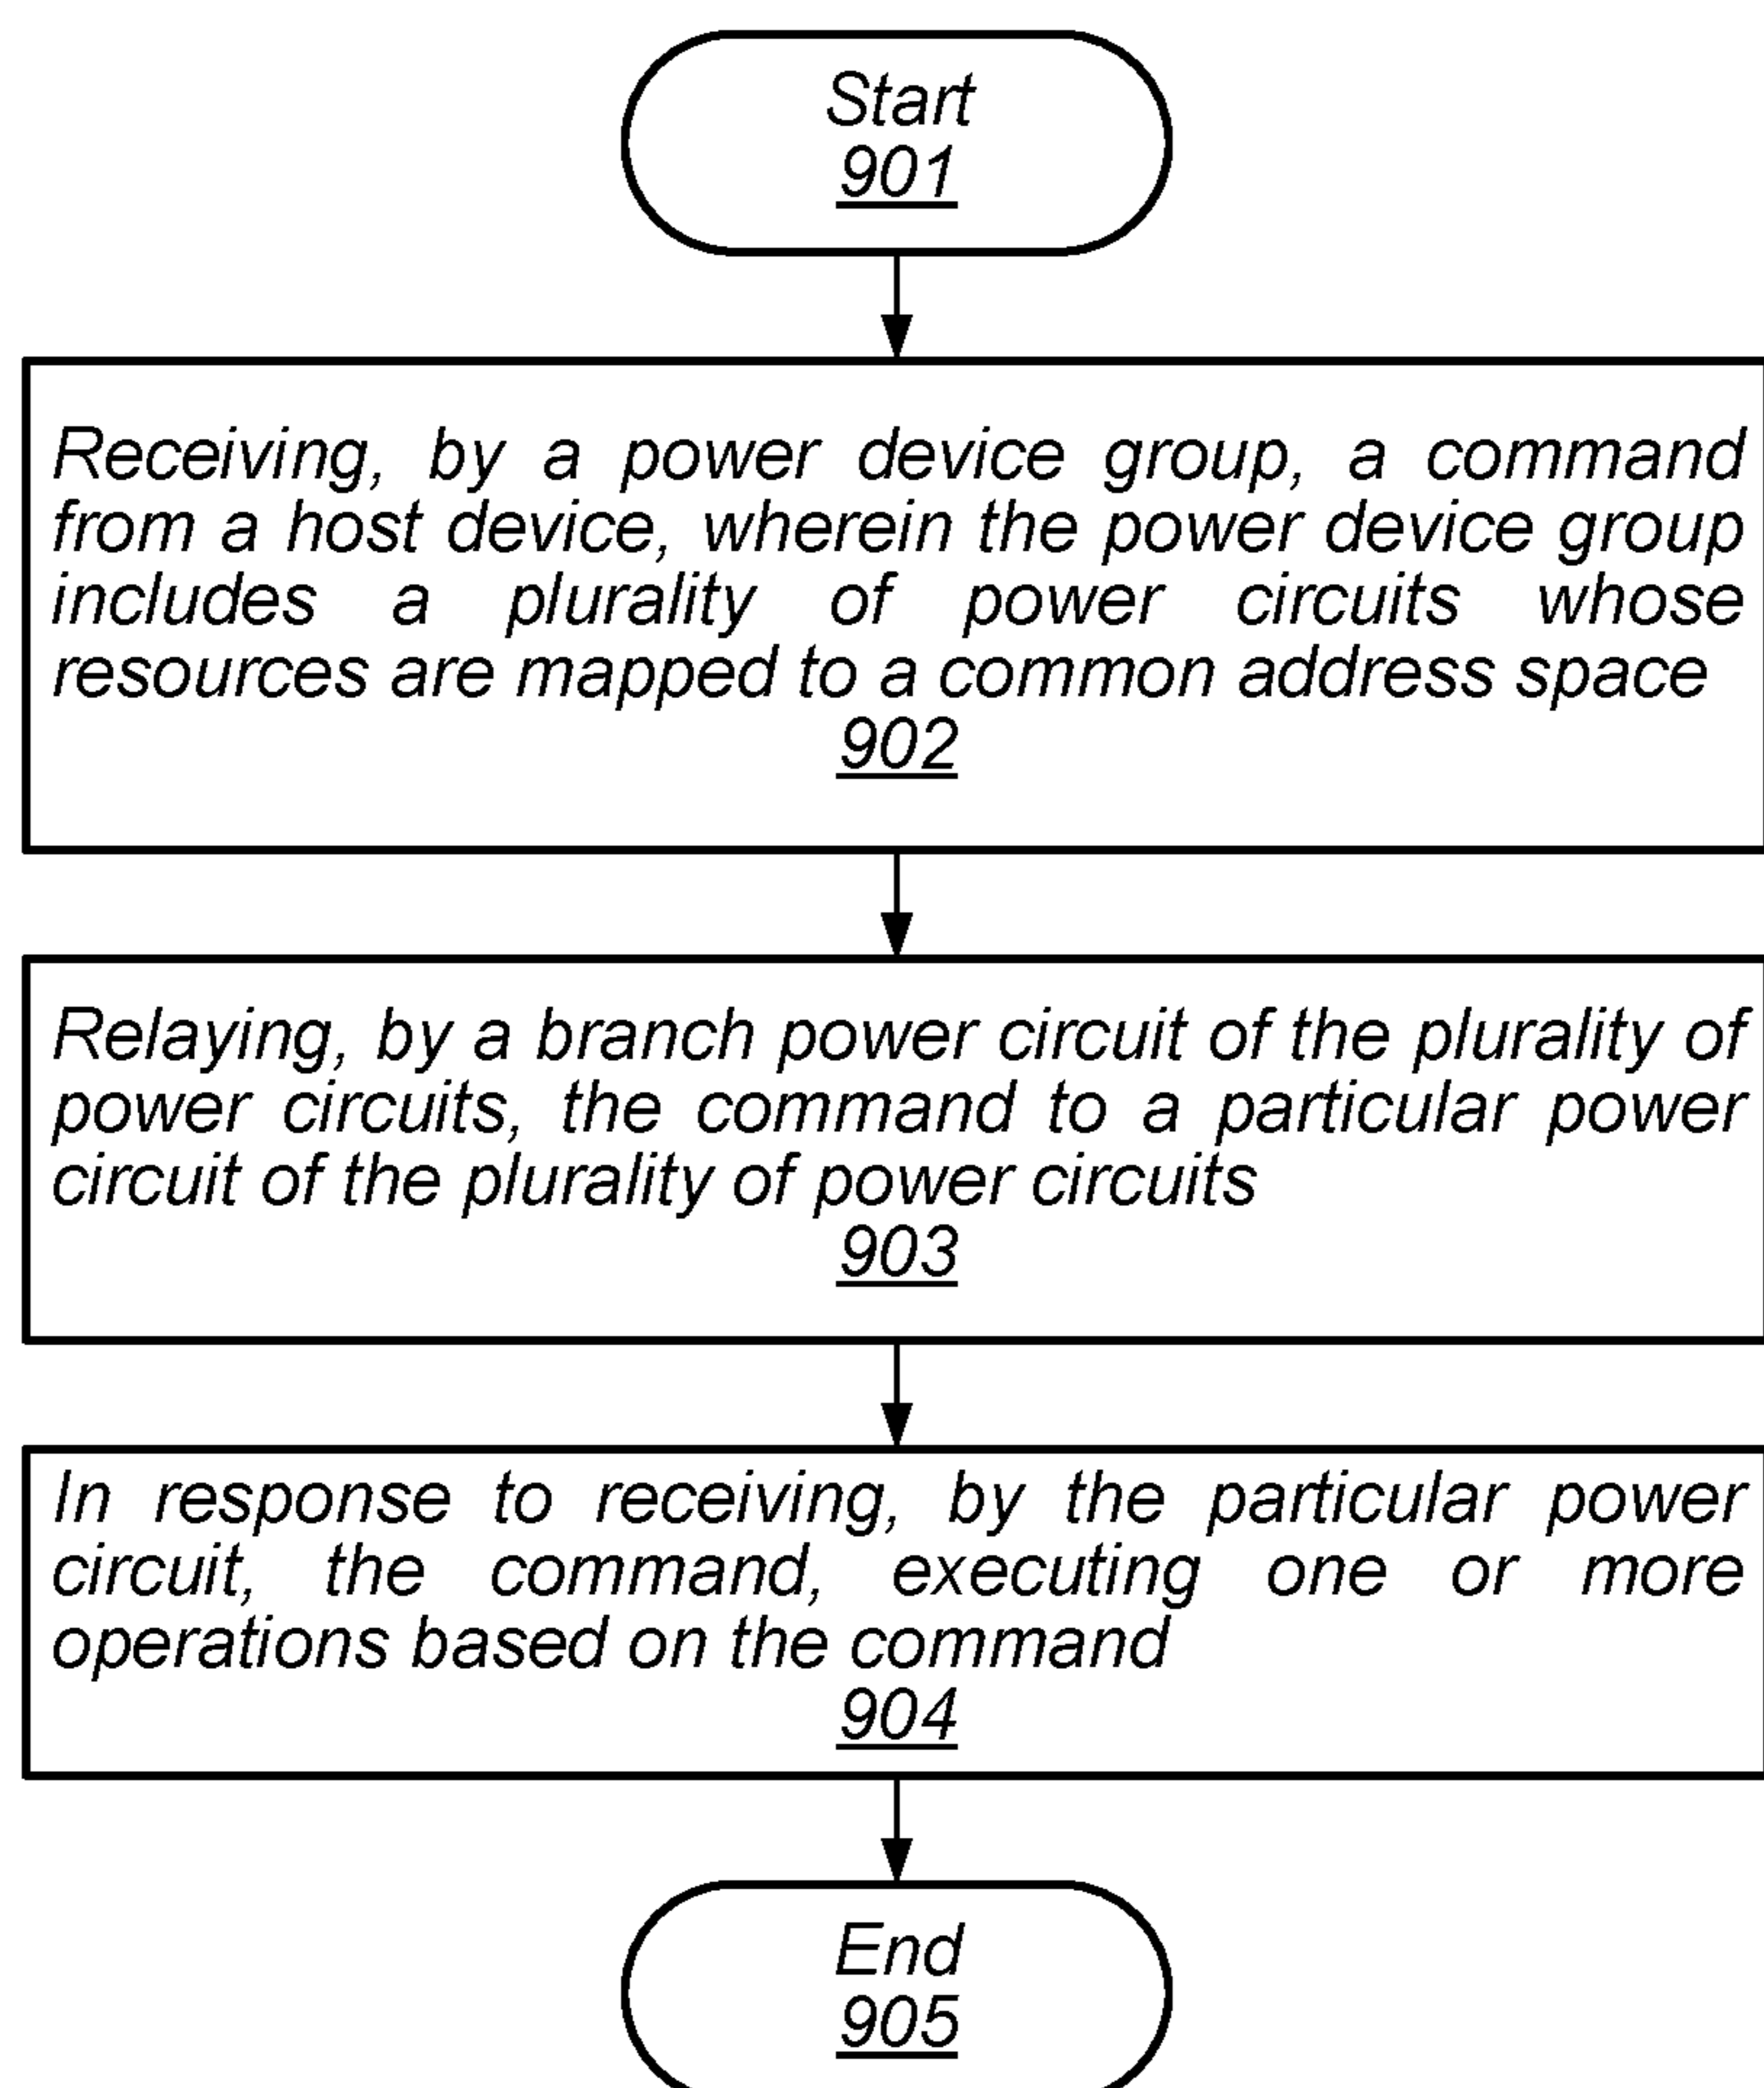 Start
901
Receiving, by a power device group, a command
from a host device, wherein the power device group
includes a plurality of power circuits whose
resources are mapped to a common address space
902
Relaying, by a branch power circuit of the plurality of
power circuits, the command to a particular power
circuit of the plurality of power circuits
903
In response to receiving, by the particular power
circuit, the command, executing one or more
operations based on the command
904
End
905